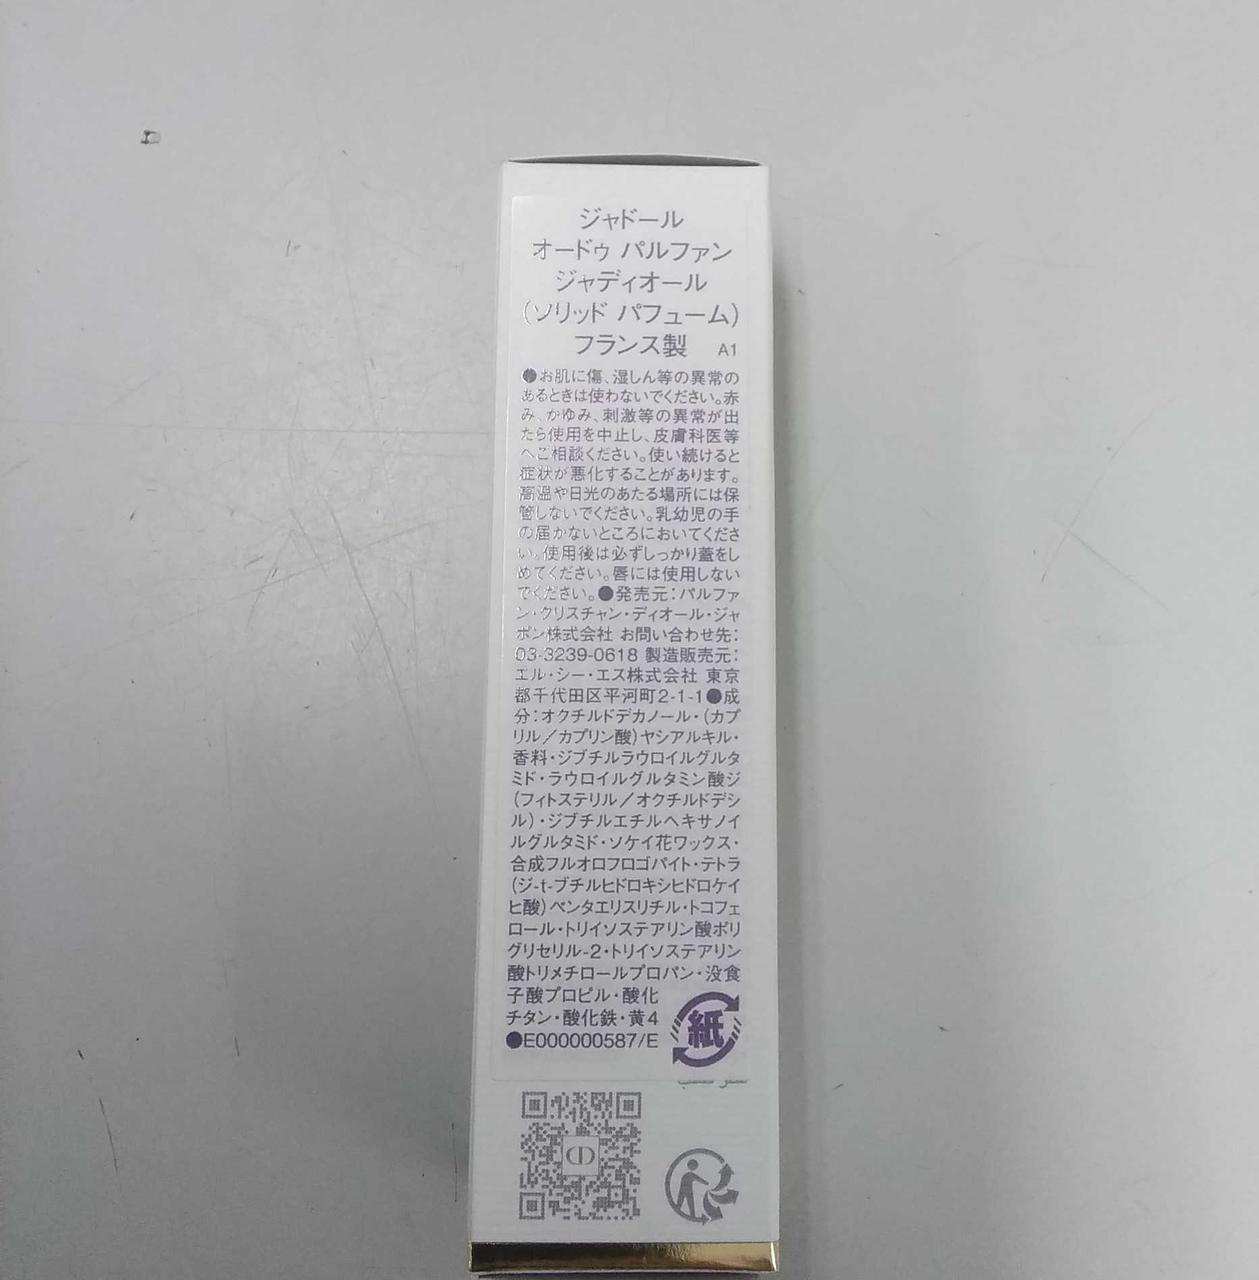 ジャドール
オードゥ パルファン
ジャディオール
(ソリッド パフューム)
フランス製 A1
●お肌に傷、湿しん等の異常の
あるときは使わないでください。赤
み、かゆみ、刺激等の異常が出
たら使用を中止し、皮膚科医等
へご相談ください。使い続けると
症状が悪化することがあります。
高温や日光のあたる場所には保
管しないでください。乳幼児の手
の届かないところにおいてくださ
い。使用後は必ずしっかり蓋をし
めてください。唇には使用しない
でください。●発売元:パルファ
ン・クリスチャン・ディオール・ジャ
ポン株式会社 お問い合わせ先:
03-3239-0618 製造販売元:
エル・シー・エス株式会社 東京
都千代田区平河町2-1-1●成
分:オクチルドデカノール・(カプ
リル/カプリン酸)ヤシアルキル・
香料・ジブチルラウロイルグルタ
ミド・ラウロイルグルタミン酸ジ
(フィトステリル/オクチルドデシ
ル)・ジブチルエチルヘキサノイ
ルグルタミド・ソケイ花ワックス・
合成フルオロフロゴパイト・テトラ
(ジ-t-ブチルヒドロキシヒドロケイ
ヒ酸)ペンタエリスリチル・トコフェ
ロール・トリイソステアリン酸ポリ
グリセリル-2・トリイソステアリン
酸トリメチロールプロパン・没食
子酸プロピル・酸化
チタン・酸化鉄・黄4
●E000000587/E
紙
CD